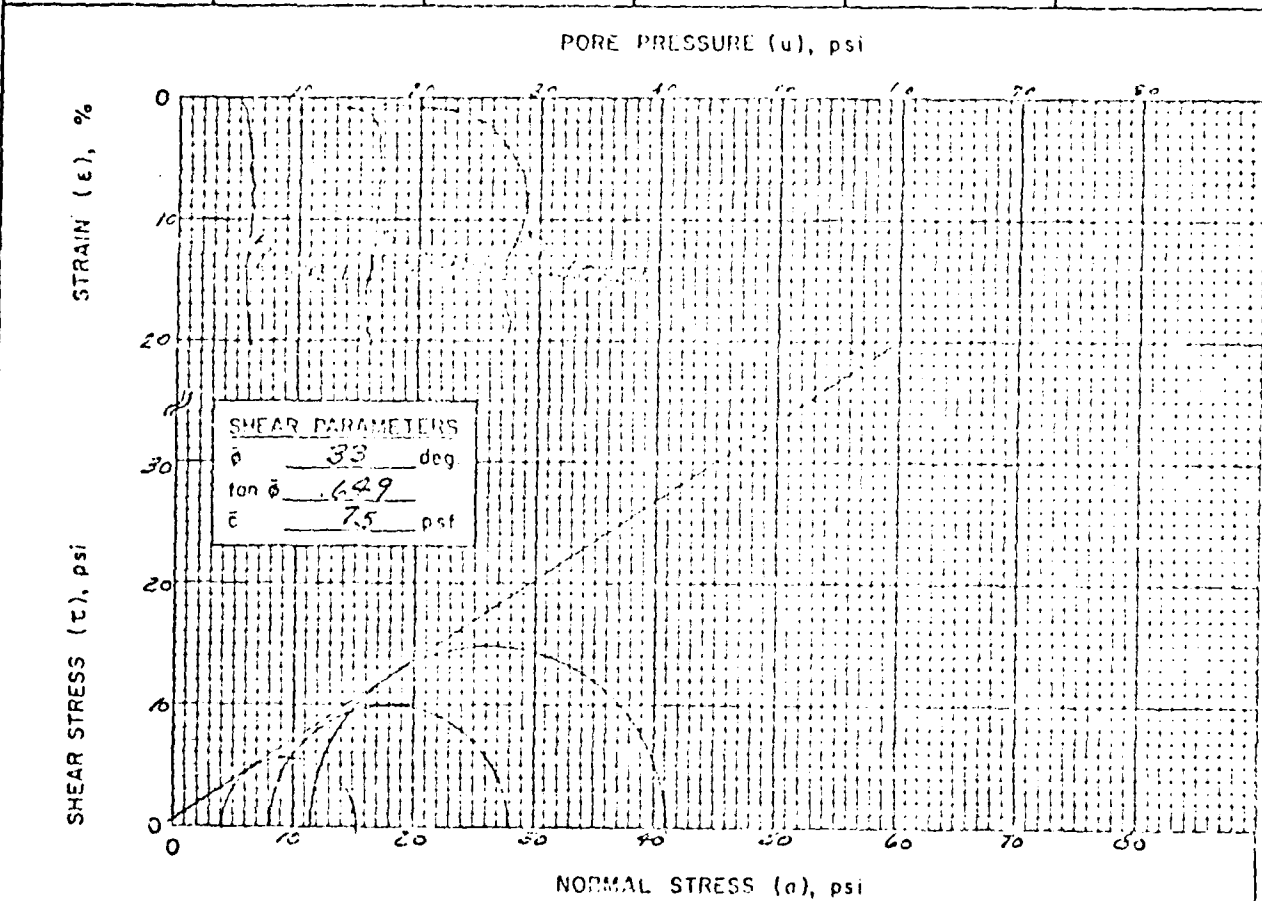 PORE PRESSURE (u), psi
0 10 20 30 40 50 60 70 80
STRAIN (ε), %
10
20
SHEAR PARAMETERS
φ̄ 33 deg
tan φ̄ .649
c̄ 75 psf
SHEAR STRESS (τ), psi
30
20
10
0
0 10 20 30 40 50 60 70 80
NORMAL STRESS (σ), psi